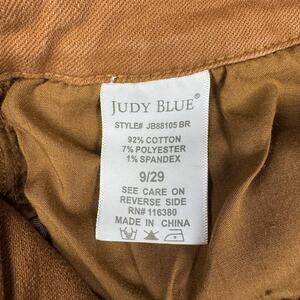 JUDY BLUE®
STYLE# JB88105 BR
92% COTTON
7% POLYESTER
1% SPANDEX
9/29
SEE CARE ON
REVERSE SIDE
RN# 116380
MADE IN CHINA